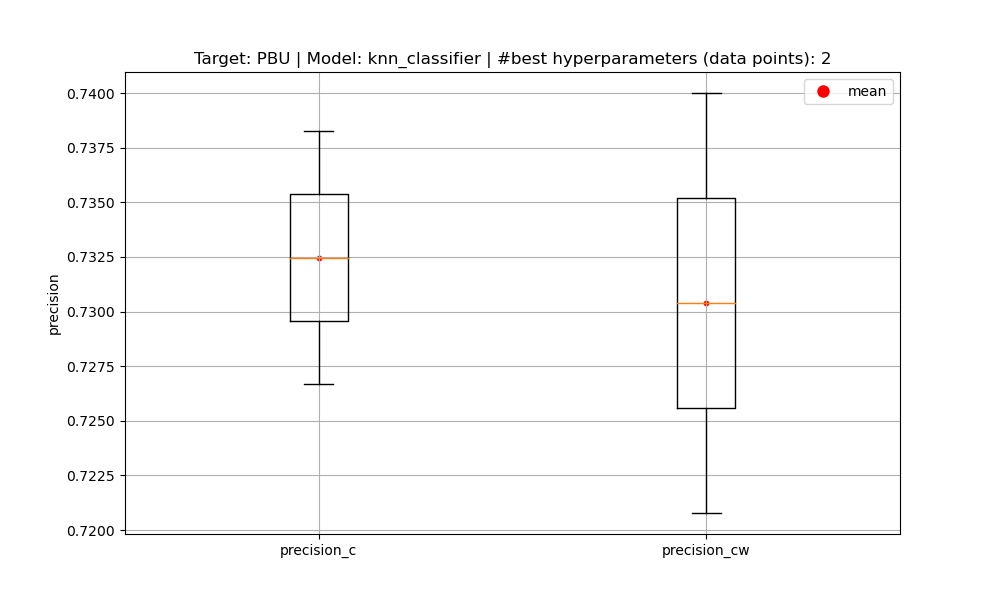 Target: PBU | Model: knn_classifier | #best hyperparameters (data points): 2
mean
0.7400
0.7375
0.7350
0.7325
0.7300
0.7275
0.7250
0.7225
0.7200
precision
precision_c
precision_cw